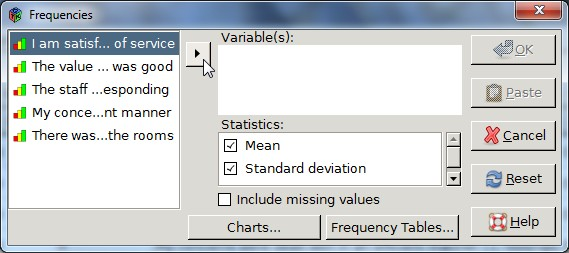 Frequencies
I am satisf... of service
The value ... was good
The staff ...esponding
My conce...nt manner
There was...the rooms
Variable(s):
Statistics:
Mean
Standard deviation
Include missing values
Charts...
Frequency Tables...
OK
Paste
Cancel
Reset
Help